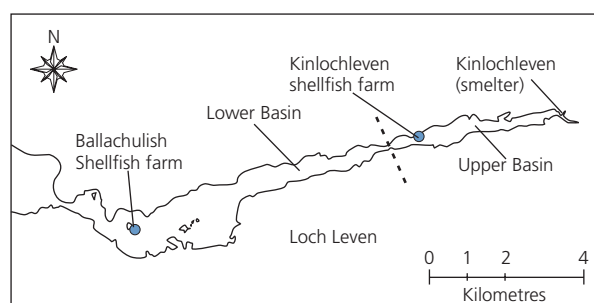 N
Kinlochleven
shellfish farm
Kinlochleven
(smelter)
Lower Basin
Ballachulish
Shellfish farm
Upper Basin
Loch Leven
0 1 2 4
Kilometres